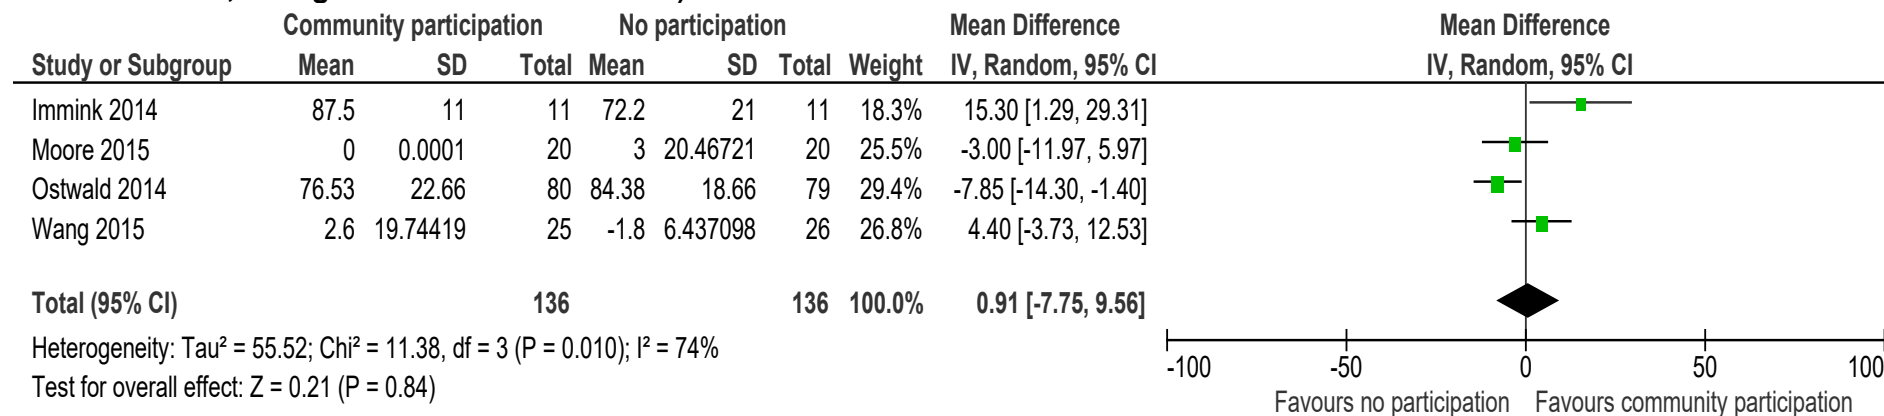 Community participation No participation Mean Difference Mean Difference
Study or Subgroup Mean SD Total Mean SD Total Weight IV, Random, 95% CI IV, Random, 95% CI
Immink 2014 87.5 11 11 72.2 21 11 18.3% 15.30 [1.29, 29.31]
Moore 2015 0 0.0001 20 3 20.46721 20 25.5% -3.00 [-11.97, 5.97]
Ostwald 2014 76.53 22.66 80 84.38 18.66 79 29.4% -7.85 [-14.30, -1.40]
Wang 2015 2.6 19.74419 25 -1.8 6.437098 26 26.8% 4.40 [-3.73, 12.53]
Total (95% CI) 136 136 100.0% 0.91 [-7.75, 9.56]
Heterogeneity: Tau² = 55.52; Chi² = 11.38, df = 3 (P = 0.010); I² = 74%
-100 -50 0 50 100
Test for overall effect: Z = 0.21 (P = 0.84)
Favours no participation Favours community participation